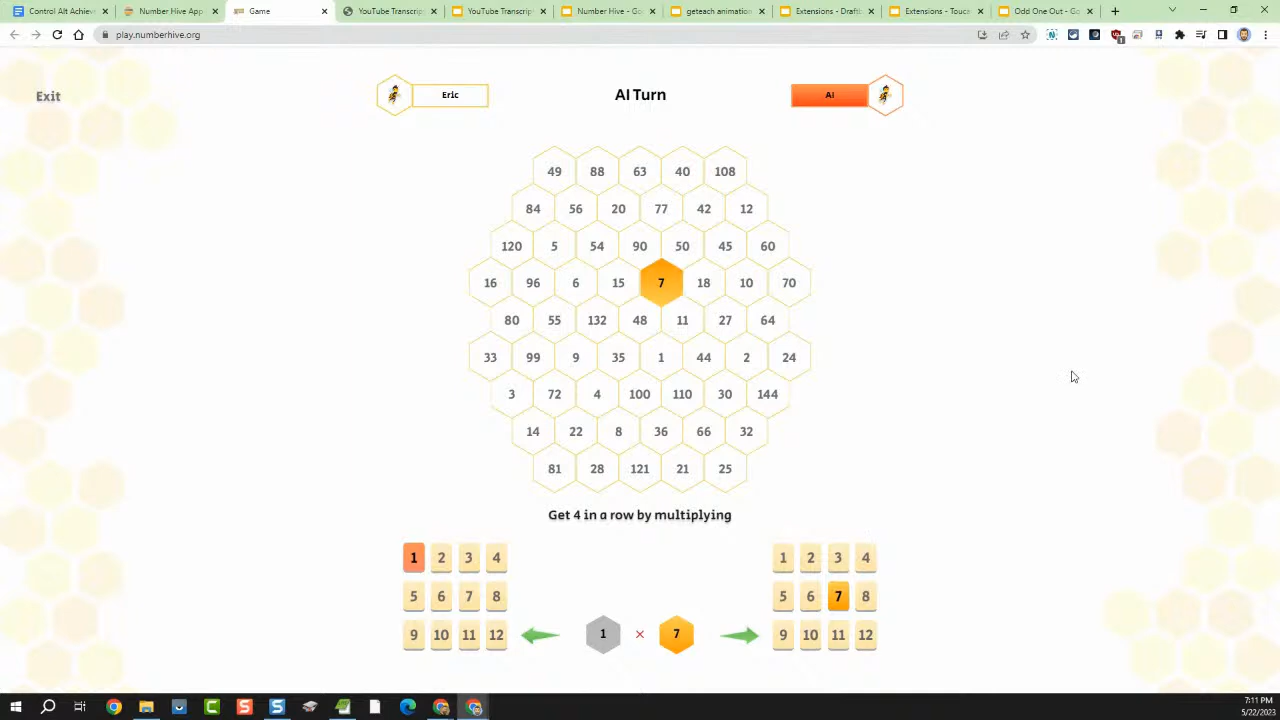 Control Alt Achiev
Number Hive App
Game
YouTube Transcrip
YouTube Transcrip
Number Hive - Go
geteach animation
Extensions - Drafti
Extensions - Touc
Odd One Out - Go
play.numberhive.org
Exit
Eric
AI Turn
AI
49 88 63 40 108
84 56 20 77 42 12
120 5 54 90 50 45 60
16 96 6 15 7 18 10 70
80 55 132 48 11 27 64
33 99 9 35 1 44 2 24
3 72 4 100 110 30 144
14 22 8 36 66 32
81 28 121 21 25
Get 4 in a row by multiplying
1 2 3 4 1 2 3 4
5 6 7 8 5 6 7 8
9 10 11 12 1 × 7 9 10 11 12
7:11 PM
5/22/2023